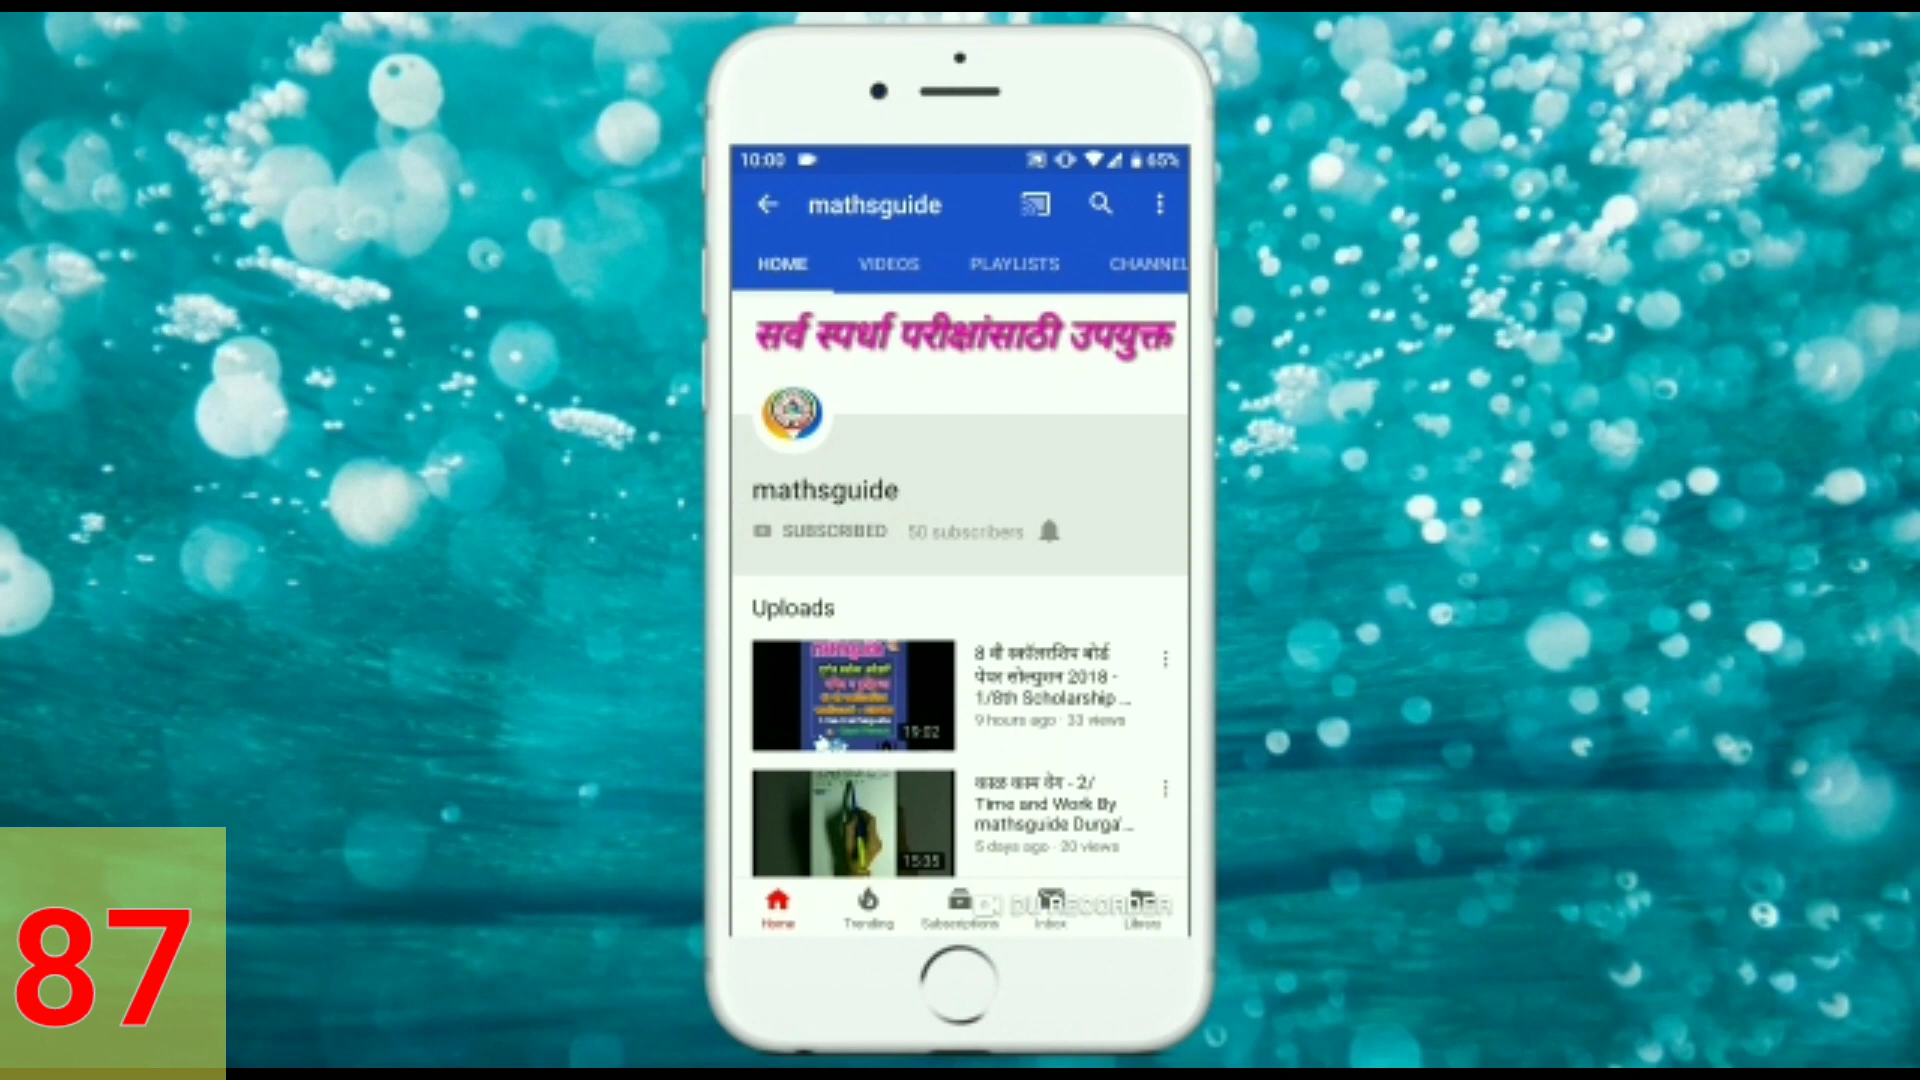 10:00 65%
mathsguide
HOME VIDEOS PLAYLISTS CHANNEL
सर्व स्पर्धा परीक्षांसाठी उपयुक्त
mathsguide
SUBSCRIBED 50 subscribers
Uploads
8 वी स्कॉलरशिप बोर्ड
पेपर सोल्युशन 2018 -
1/8th Scholarship ...
9 hours ago · 33 views
19:02
काळ काम वेग - 2/
Time and Work By
mathsguide Durga'...
5 days ago · 20 views
15:35
Home Trending Subscriptions Inbox Library
DU RECORDER
87